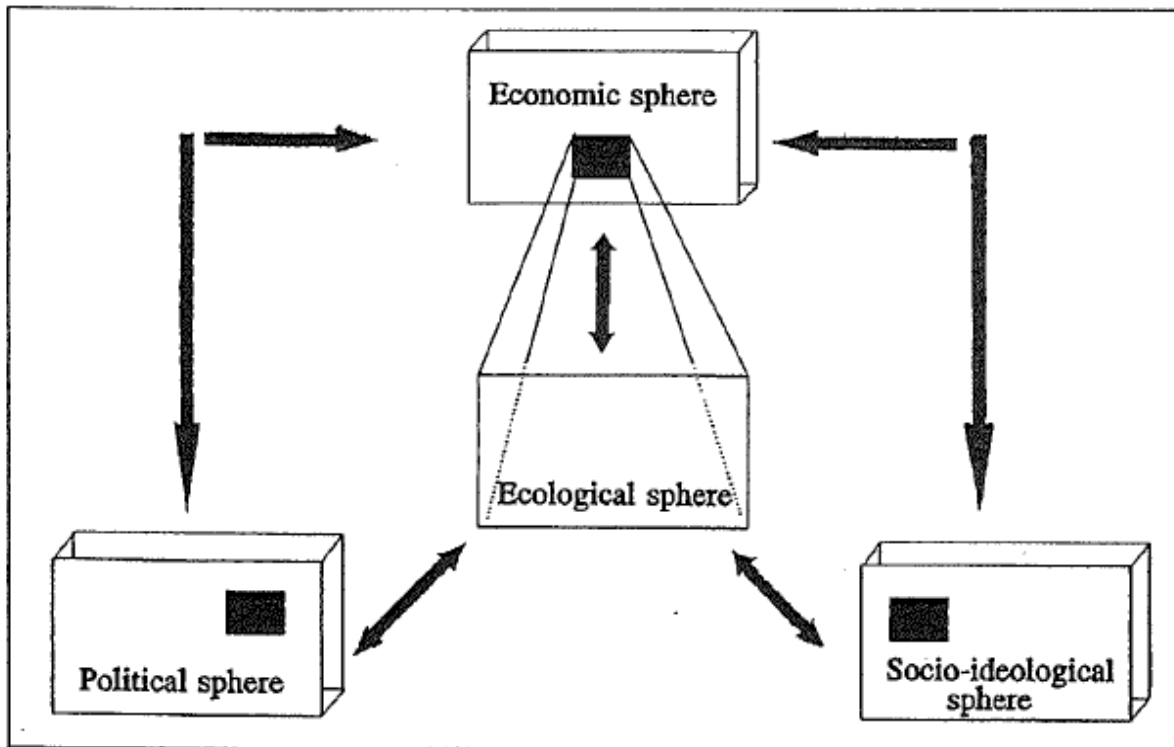 Economic sphere
Ecological sphere
Political sphere
Socio-ideological
sphere